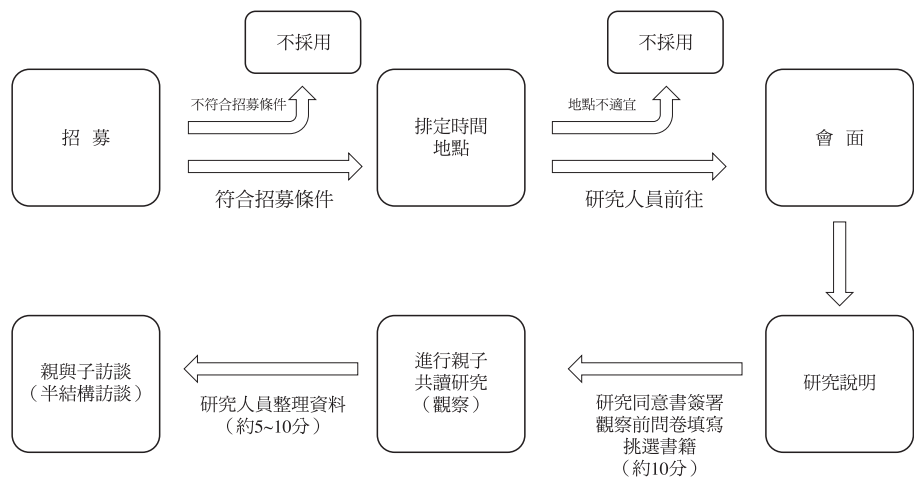 不採用
不採用
招 募
不符合招募條件
符合招募條件
排定時間
地點
地點不適宜
研究人員前往
會 面
親與子訪談
（半結構訪談）
研究人員整理資料
（約5~10分）
進行親子
共讀研究
（觀察）
研究同意書簽署
觀察前問卷填寫
挑選書籍
（約10分）
研究說明